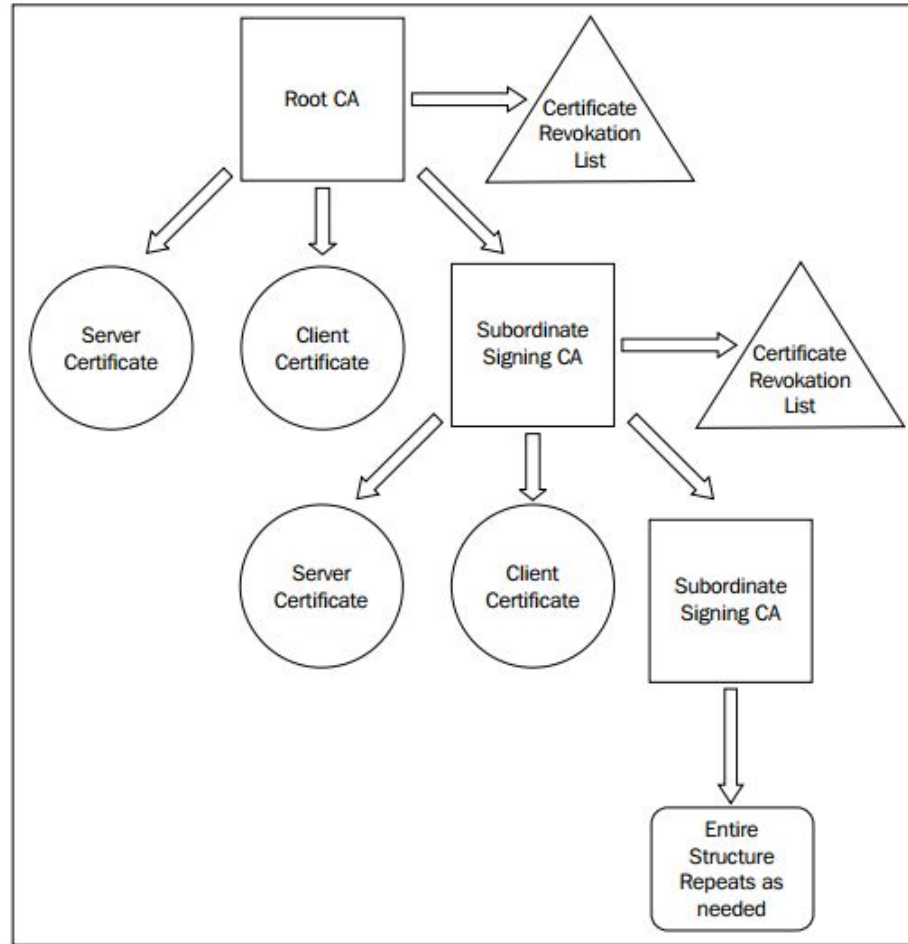 Root CA
Certificate
Revokation
List
Server
Certificate
Client
Certificate
Subordinate
Signing CA
Certificate
Revokation
List
Server
Certificate
Client
Certificate
Subordinate
Signing CA
Entire
Structure
Repeats as
needed